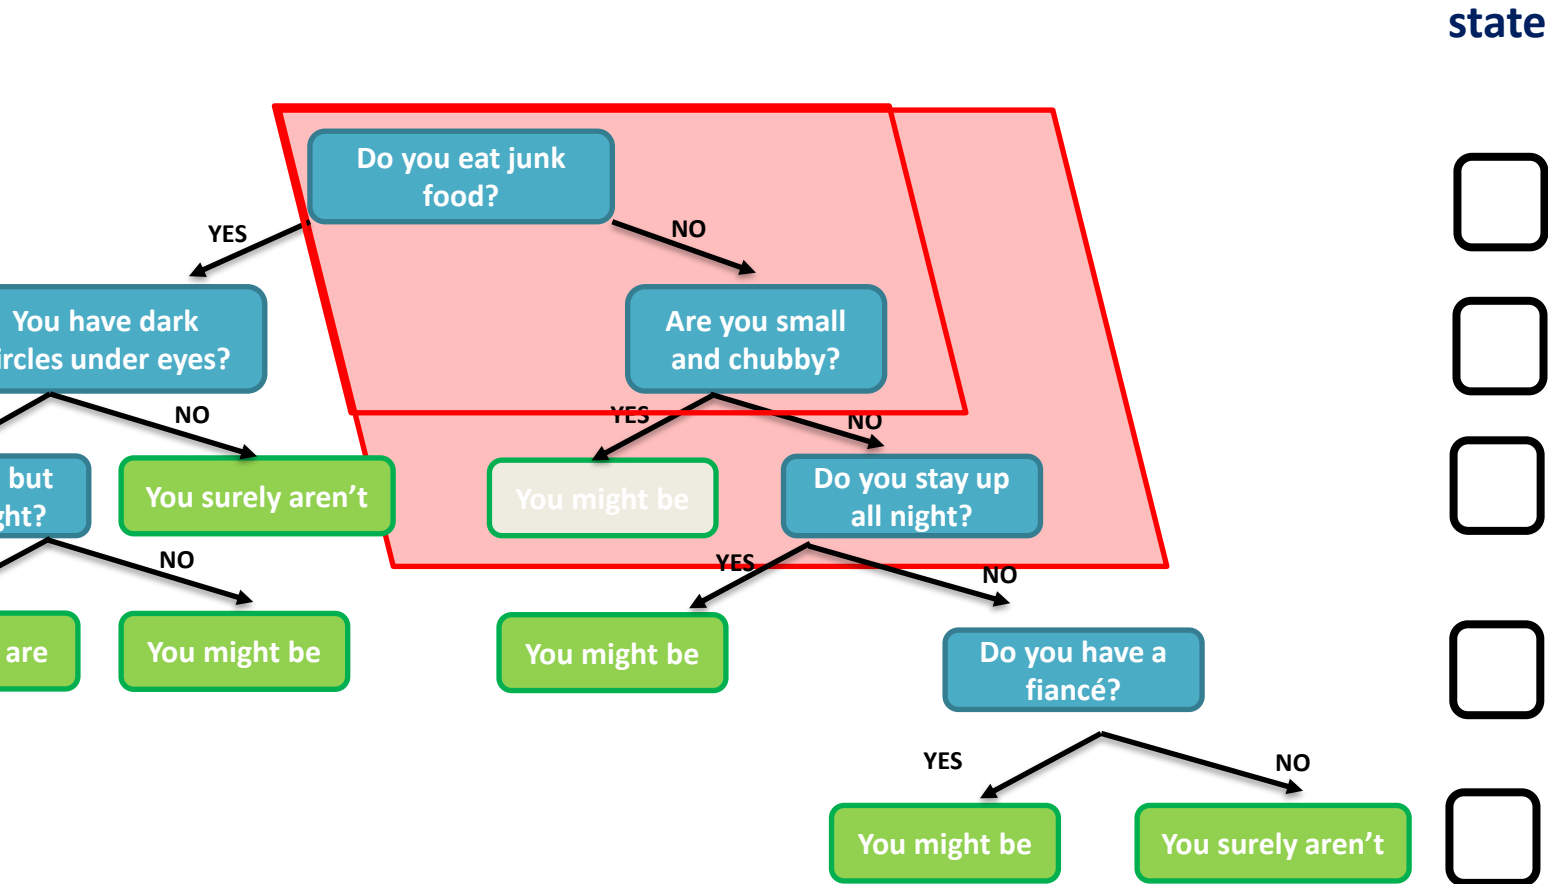 state
Do you eat junk
food?
YES
NO
You have dark
ircles under eyes?
Are you small
and chubby?
NO
YES
NO
but
ght?
You surely aren't
You might be
Do you stay up
all night?
NO
YES
NO
are
You might be
You might be
Do you have a
fiancé?
YES
NO
You might be
You surely aren't